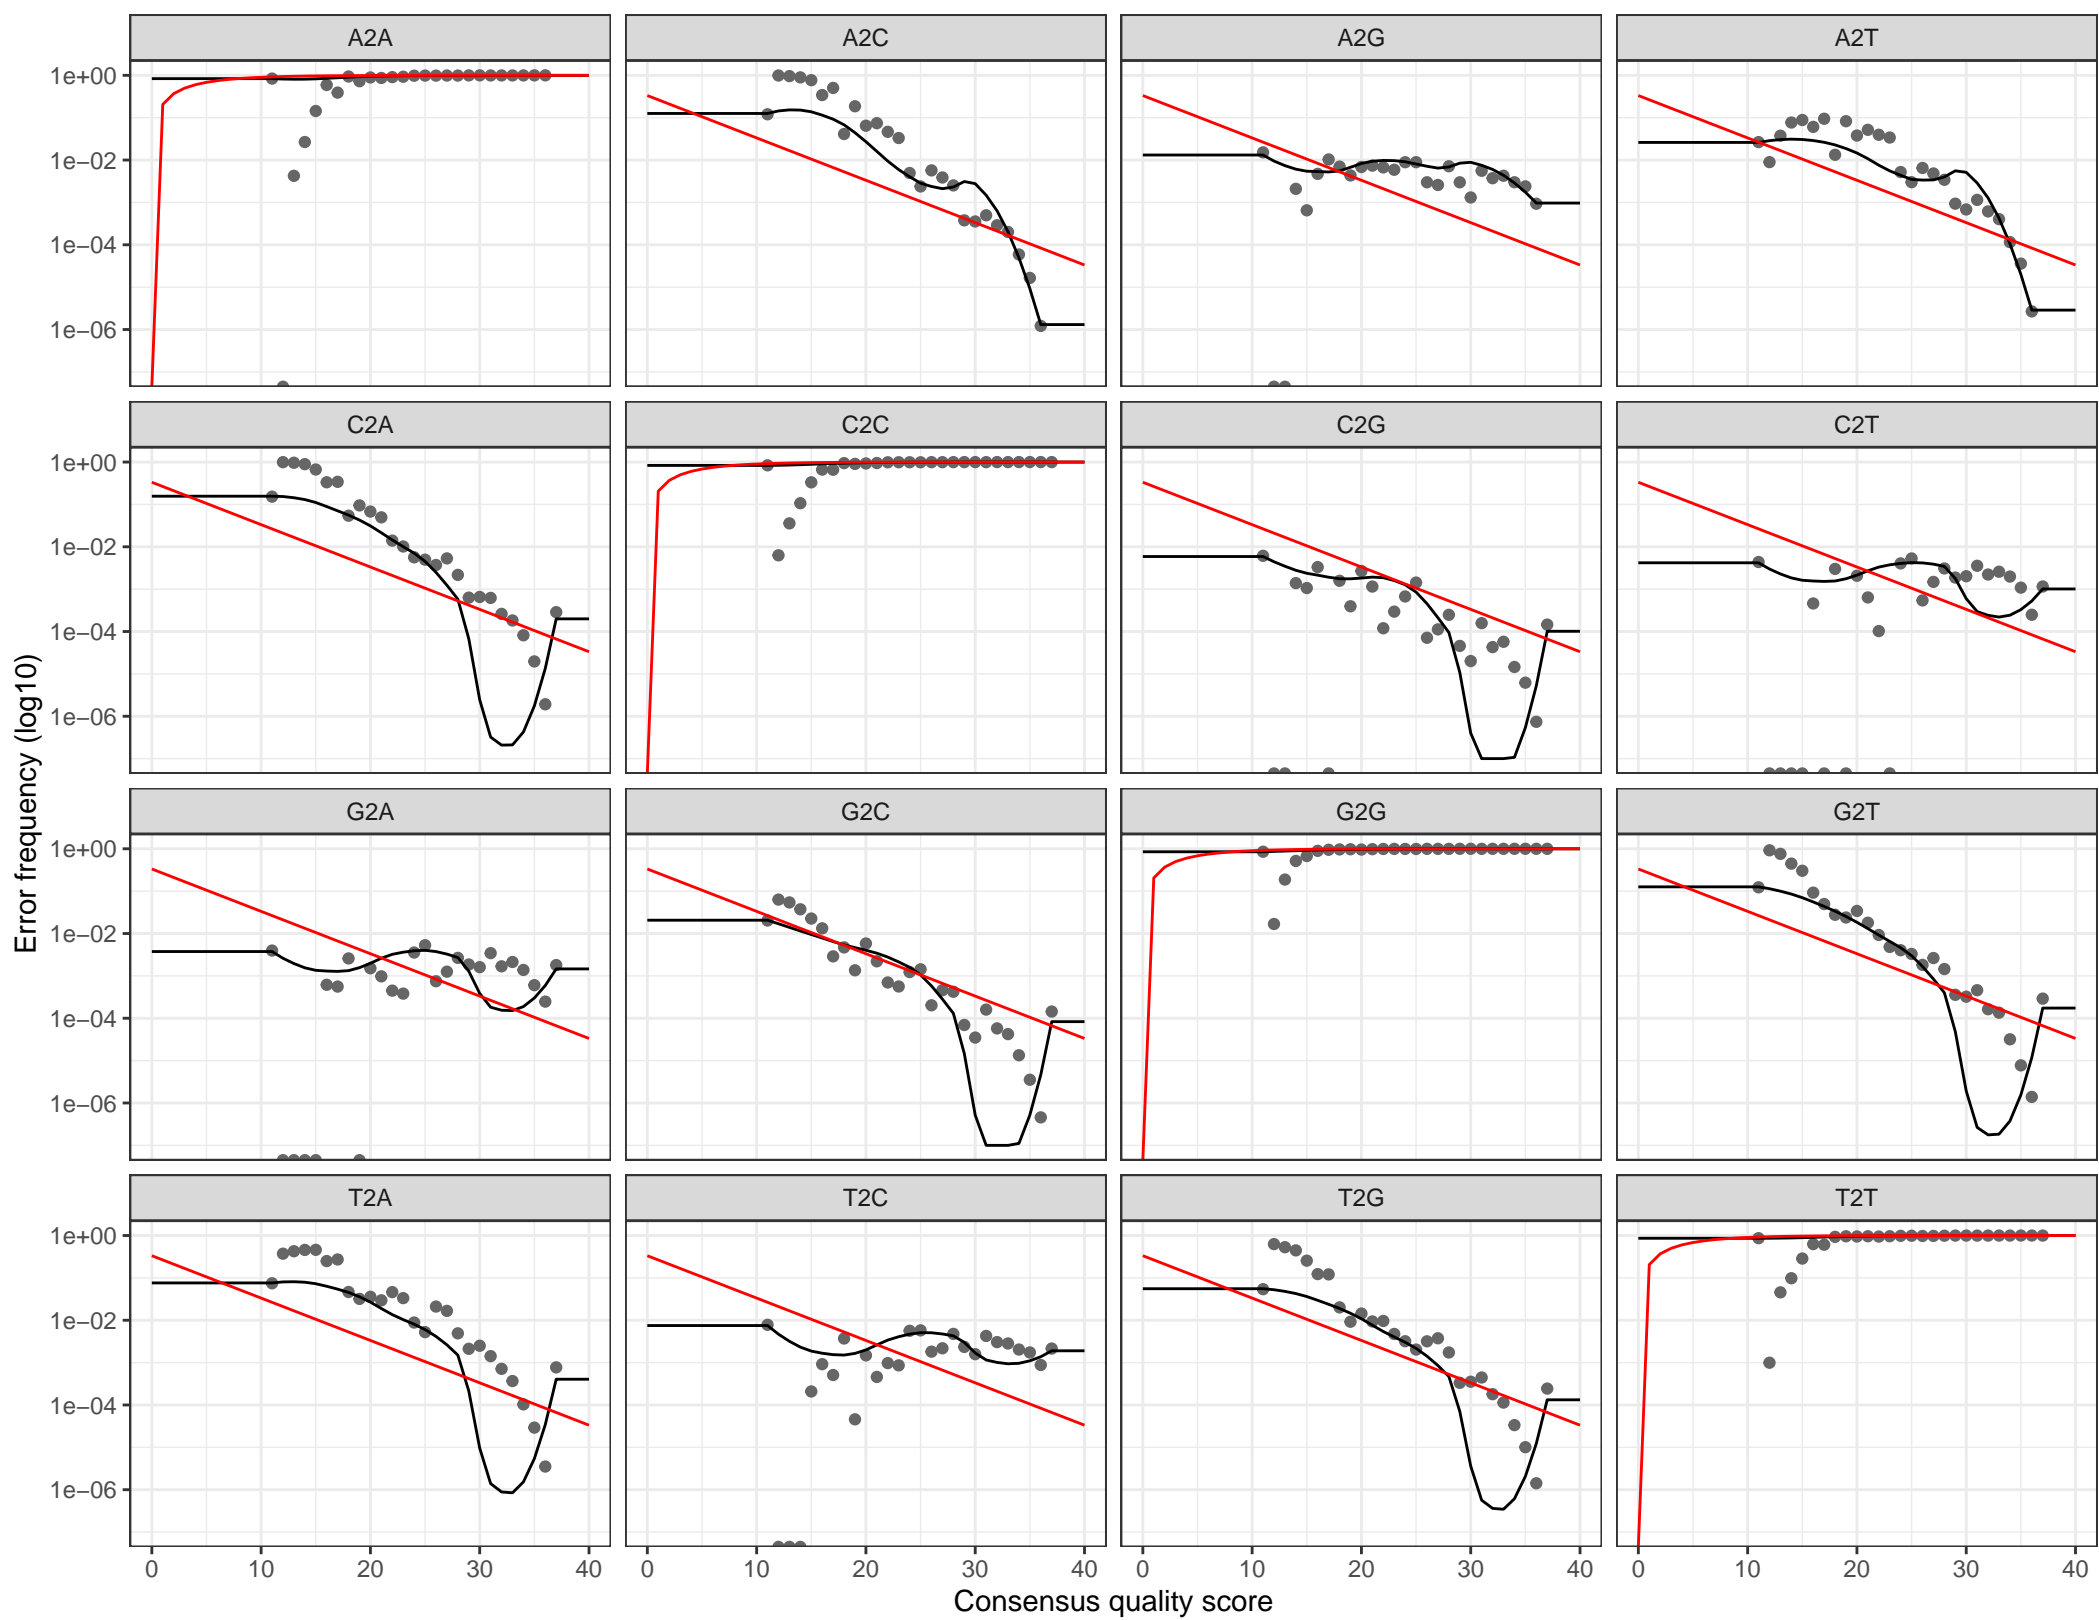 A2A A2C A2G A2T
1e+00
1e−02
1e−04
1e−06
C2A C2C C2G C2T
1e+00
1e−02
1e−04
1e−06
G2A G2C G2G G2T
1e+00
1e−02
1e−04
1e−06
T2A T2C T2G T2T
1e+00
1e−02
1e−04
1e−06
0 10 20 30 40 0 10 20 30 40 0 10 20 30 40 0 10 20 30 40
Consensus quality score
Error frequency (log10)